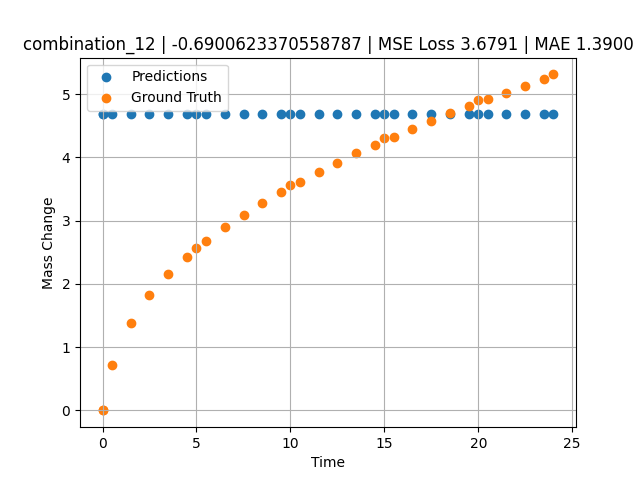 combination_12 | -0.6900623370558787 | MSE Loss 3.6791 | MAE 1.3900
Predictions
Ground Truth
5
4
3
2
1
0
Mass Change
0 5 10 15 20 25
Time